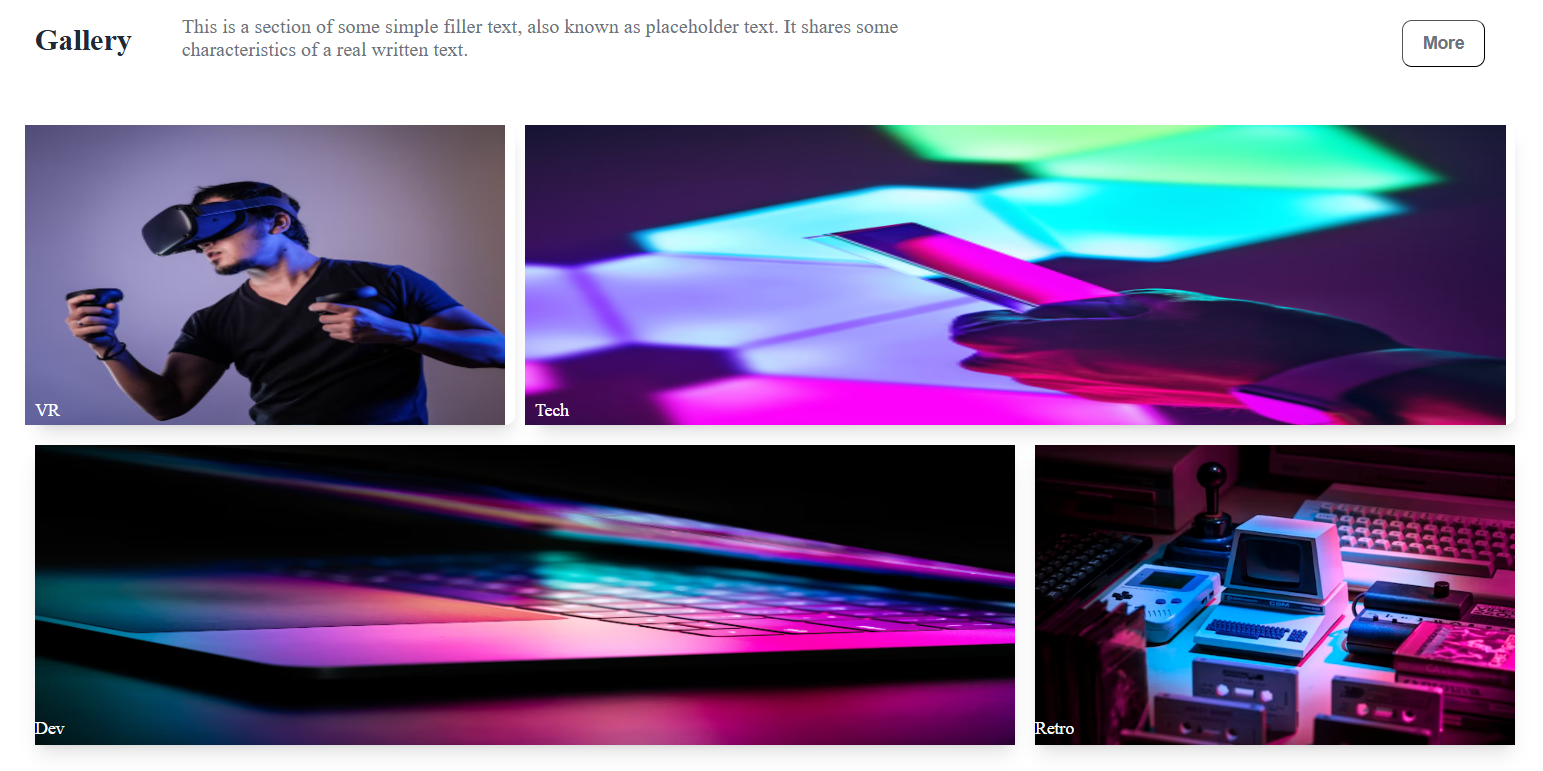 Gallery
This is a section of some simple filler text, also known as placeholder text. It shares some
characteristics of a real written text.
More
VR
Tech
Dev
Retro